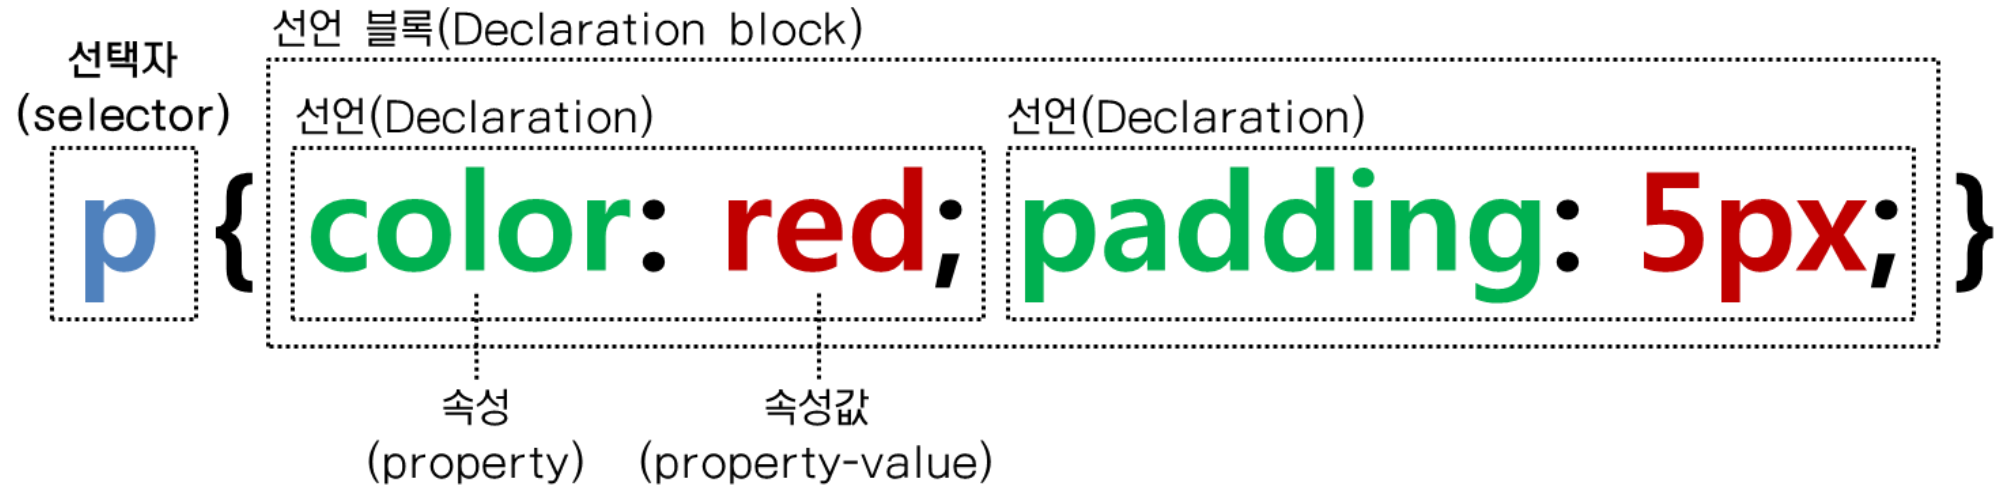 선언 블록(Declaration block)
선택자
(selector)
선언(Declaration)
선언(Declaration)
p { color: red; padding: 5px; }
속성
(property)
속성값
(property-value)